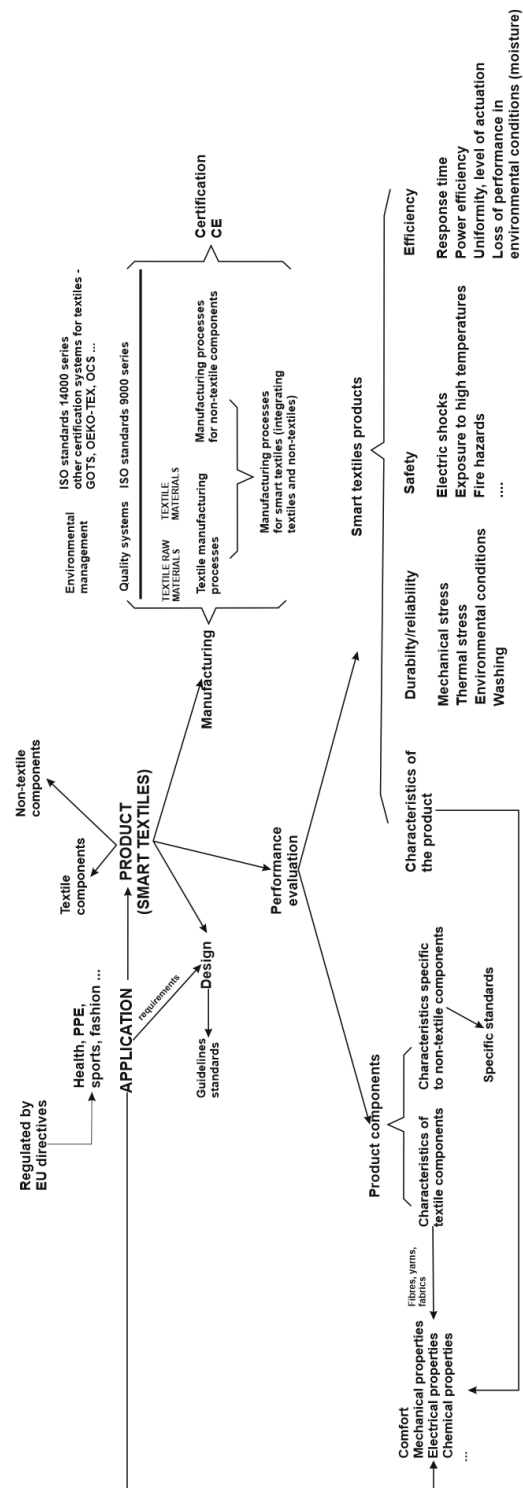 Regulated by
EU directives
Health, PPE,
sports, fashion ...
APPLICATION
requirements
Textile
components
Non-textile
components
PRODUCT
(SMART TEXTILES)
Design
Guidelines
standards
Manufacturing
Environmental
management
ISO standards 14000 series
other certification systems for textiles -
GOTS, OEKO-TEX, OCS ...
Quality systems
ISO standards 9000 series
TEXTILE RAW
MATERIALS
TEXTILE
MATERIALS
Textile manufacturing
processes
Manufacturing processes
for non-textile components
Manufacturing processes
for smart textiles (integrating
textiles and non-textiles)
Certification
CE
Performance
evaluation
Product components
Characteristics of
textile components
Characteristics specific
to non-textile components
Specific standards
Fibres, yarns,
fabrics
Comfort
Mechanical properties
Electrical properties
Chemical properties
...
Smart textiles products
Characteristics of
the product
Durabilty/reliability
Mechanical stress
Thermal stress
Environmental conditions
Washing
Safety
Electric shocks
Exposure to high temperatures
Fire hazards
....
Efficiency
Response time
Power efficiency
Uniformity, level of actuation
Loss of performance in
environmental conditions (moisture)